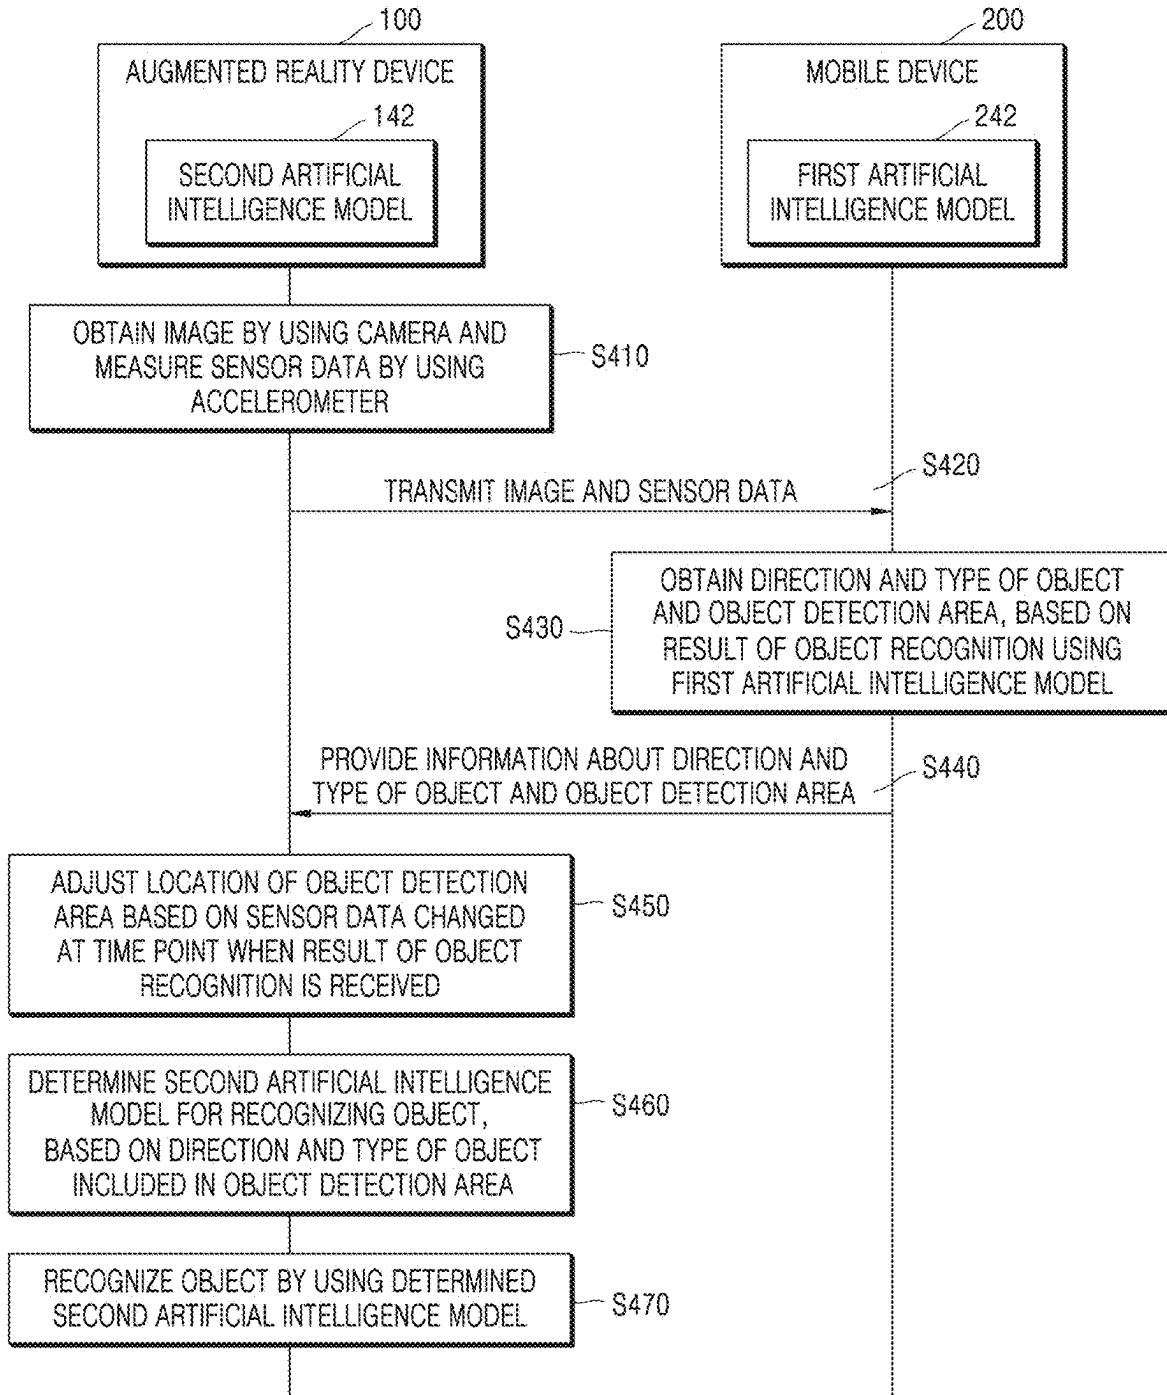 100
200
AUGMENTED REALITY DEVICE
MOBILE DEVICE
142
242
SECOND ARTIFICIAL
INTELLIGENCE MODEL
FIRST ARTIFICIAL
INTELLIGENCE MODEL
OBTAIN IMAGE BY USING CAMERA AND
MEASURE SENSOR DATA BY USING
ACCELEROMETER
S410
S420
TRANSMIT IMAGE AND SENSOR DATA
OBTAIN DIRECTION AND TYPE OF OBJECT
AND OBJECT DETECTION AREA, BASED ON
RESULT OF OBJECT RECOGNITION USING
FIRST ARTIFICIAL INTELLIGENCE MODEL
S430
PROVIDE INFORMATION ABOUT DIRECTION AND
TYPE OF OBJECT AND OBJECT DETECTION AREA
S440
ADJUST LOCATION OF OBJECT DETECTION
AREA BASED ON SENSOR DATA CHANGED
AT TIME POINT WHEN RESULT OF OBJECT
RECOGNITION IS RECEIVED
S450
DETERMINE SECOND ARTIFICIAL INTELLIGENCE
MODEL FOR RECOGNIZING OBJECT,
BASED ON DIRECTION AND TYPE OF OBJECT
INCLUDED IN OBJECT DETECTION AREA
S460
RECOGNIZE OBJECT BY USING DETERMINED
SECOND ARTIFICIAL INTELLIGENCE MODEL
S470